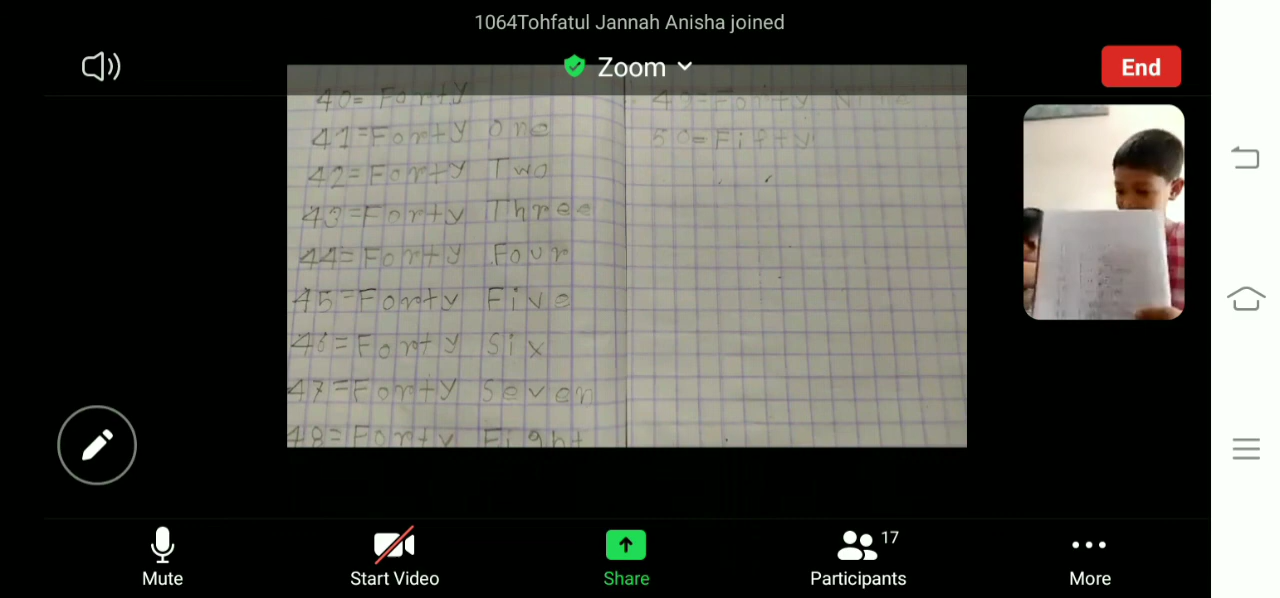 1064Tohfatul Jannah Anisha joined
Zoom
End
40= Forty
41=Forty One
42=Forty Two
43=Forty Three
44=Forty Four
45=Forty Five
46=Forty Six
47=Forty Seven
48=Forty Eight
49=Forty Nine
50=Fifty
17
Mute
Start Video
Share
Participants
More